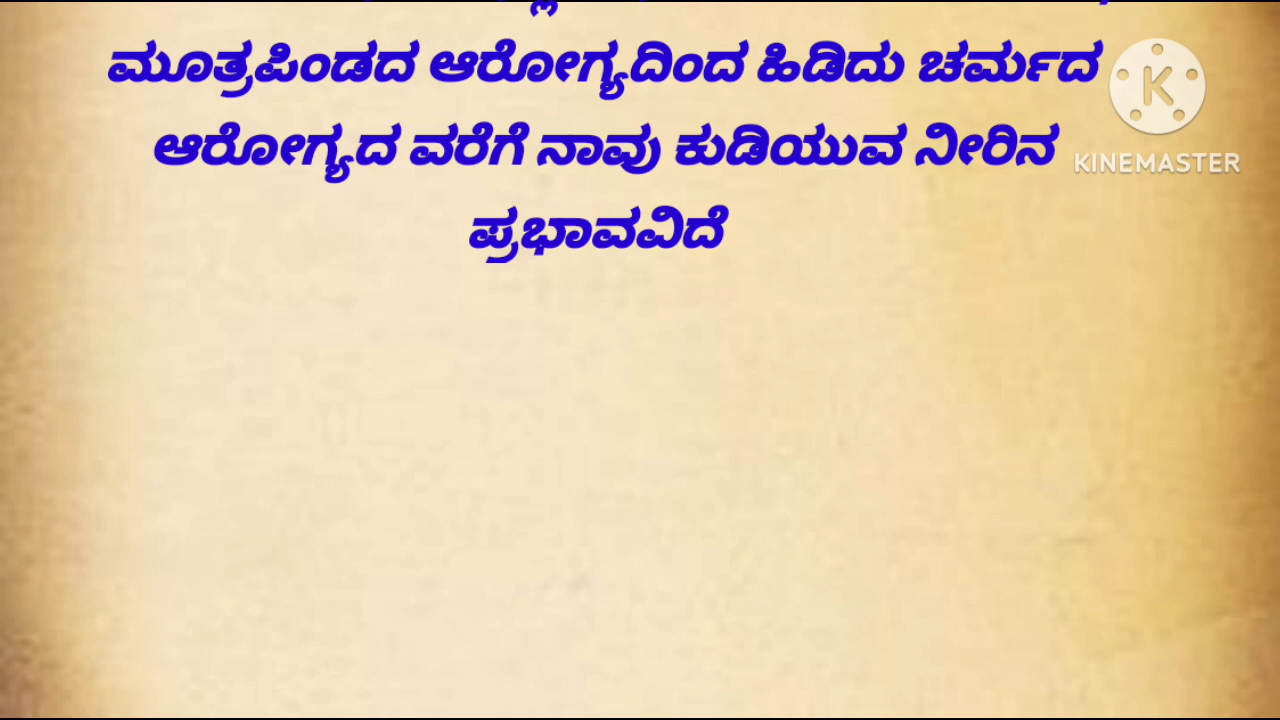 ಮೂತ್ರಪಿಂಡದ ಆರೋಗ್ಯದಿಂದ ಹಿಡಿದು ಚರ್ಮದ
ಆರೋಗ್ಯದ ವರೆಗೆ ನಾವು ಕುಡಿಯುವ ನೀರಿನ
ಪ್ರಭಾವವಿದೆ
K
KINEMASTER